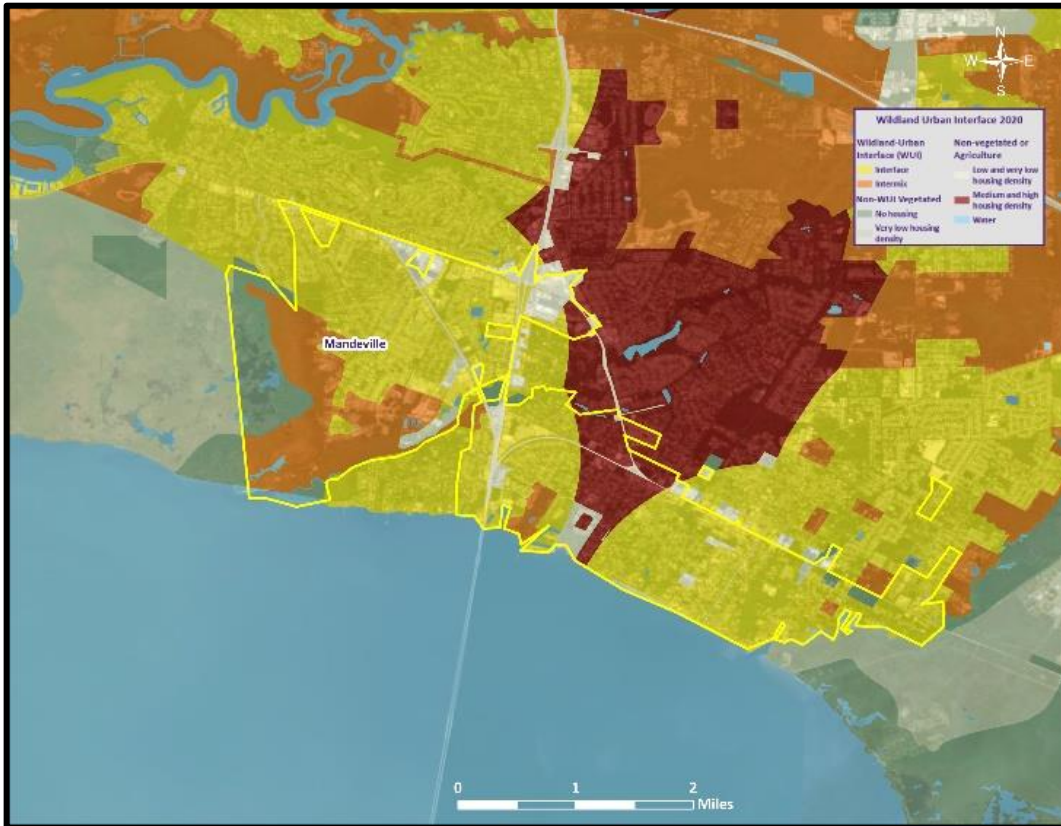 N
W E
S
Wildland Urban Interface 2020
Wildland-Urban
Interface (WUI)
Interface
Intermix
Non-WUI Vegetated
No housing
Very low housing
density
Non-vegetated or
Agriculture
Low and very low
housing density
Medium and high
housing density
Water
Mandeville
0 1 2
Miles